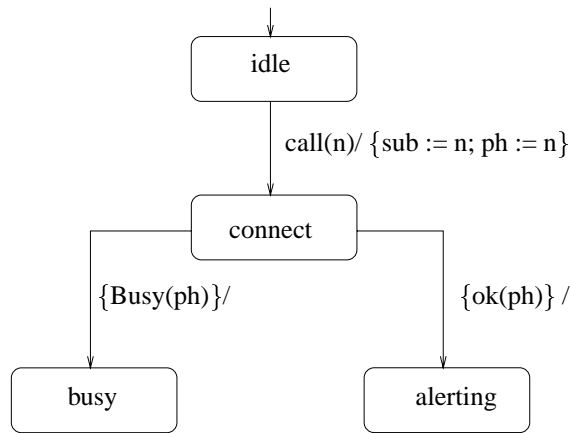 idle
call(n)/ {sub := n; ph := n}
connect
{Busy(ph)}/
{ok(ph)} /
busy
alerting